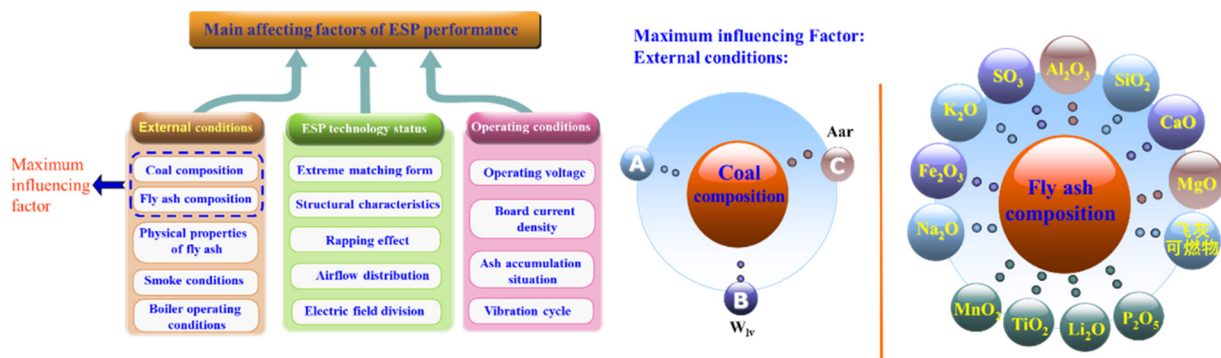 Main affecting factors of ESP performance
External conditions
Coal composition
Fly ash composition
Physical properties
of fly ash
Smoke conditions
Boiler operating
conditions
ESP technology status
Extreme matching form
Structural characteristics
Rapping effect
Airflow distribution
Electric field division
Operating conditions
Operating voltage
Board current
density
Ash accumulation
situation
Vibration cycle
Maximum
influencing
factor
Maximum influencing Factor:
External conditions:
A
Aar
C
Coal
composition
B
W_lv
SO₃
Al₂O₃
SiO₂
K₂O
CaO
Fe₂O₃
MgO
Fly ash
composition
Na₂O
飞灰
可燃物
MnO₂
TiO₂
Li₂O
P₂O₅